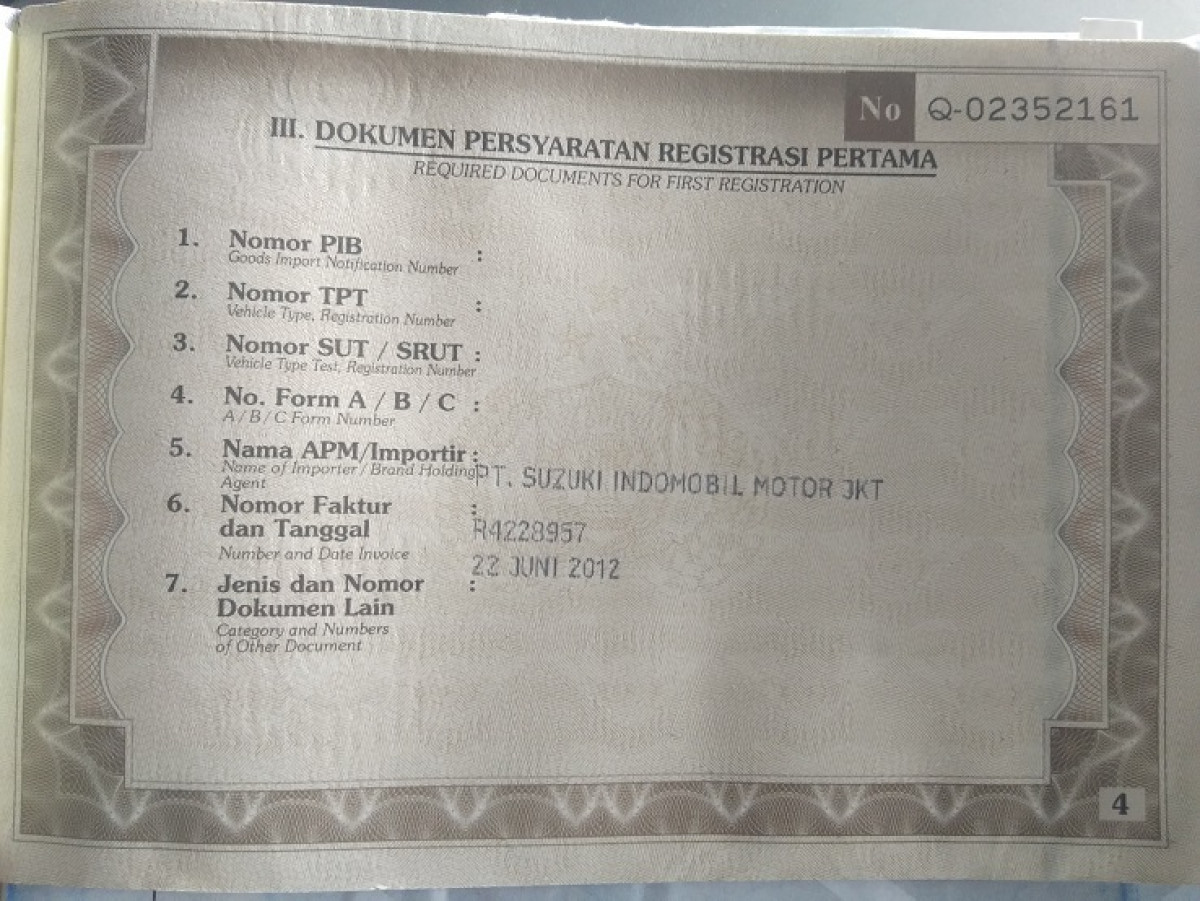 No Q-02352161
III. DOKUMEN PERSYARATAN REGISTRASI PERTAMA
REQUIRED DOCUMENTS FOR FIRST REGISTRATION
1. Nomor PIB :
Goods Import Notification Number
2. Nomor TPT :
Vehicle Type, Registration Number
3. Nomor SUT / SRUT :
Vehicle Type Test, Registration Number
4. No. Form A / B / C :
A / B / C Form Number
5. Nama APM/Importir :
Name of Importer / Brand Holding PT. SUZUKI INDOMOBIL MOTOR JKT
Agent
6. Nomor Faktur :
dan Tanggal R4228957
Number and Date Invoice 22 JUNI 2012
7. Jenis dan Nomor :
Dokumen Lain
Category and Numbers
of Other Document
4